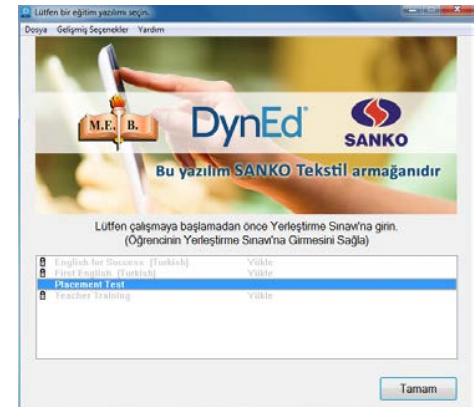 Lütfen bir eğitim yazılımı seçin.
Dosya Gelişmiş Seçenekler Yardım
M.E. B.
DynEd
SANKO
Bu yazılım SANKO Tekstil armağanıdır
Lütfen çalışmaya başlamadan önce Yerleştirme Sınavı'na girin.
(Öğrencinin Yerleştirme Sınavı'na Girmesini Sağla)
English for Success (Turkish) Yükle
First English (Turkish) Yükle
Placement Test
Teacher Training Yükle
Tamam